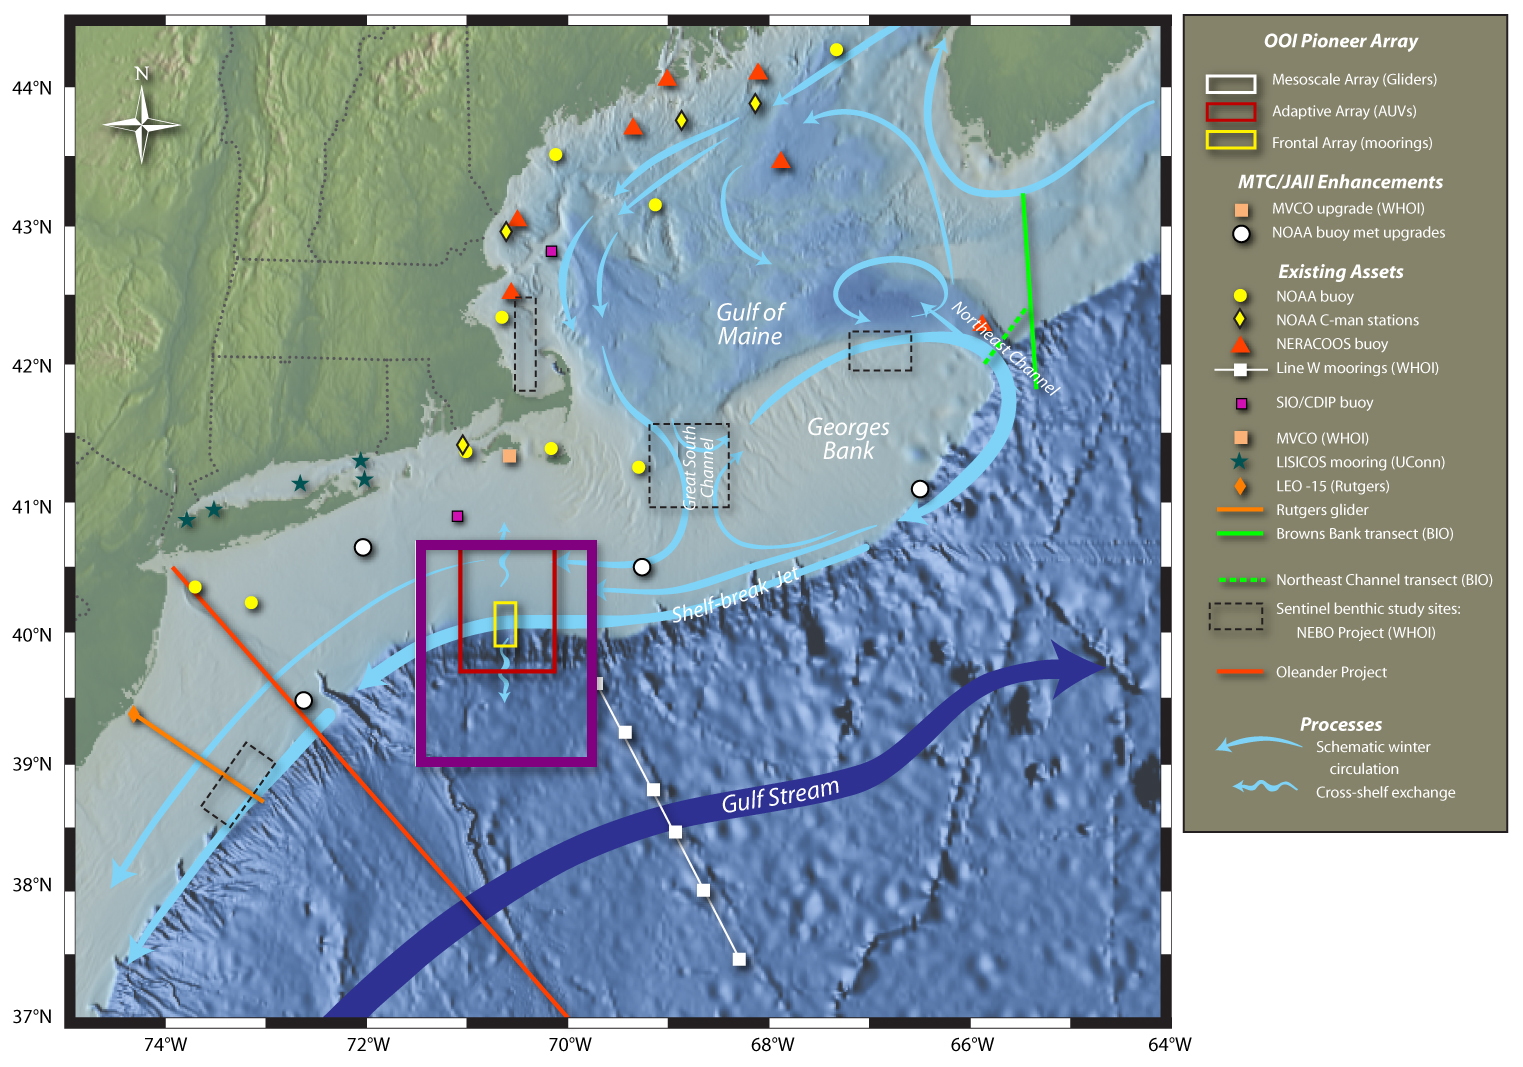 44°N
43°N
42°N
41°N
40°N
39°N
38°N
37°N
74°W
72°W
70°W
68°W
66°W
64°W
N
Gulf of
Maine
Northeast Channel
Georges
Bank
Great South
Channel
Shelf-break Jet
Gulf Stream
OOI Pioneer Array
Mesoscale Array (Gliders)
Adaptive Array (AUVs)
Frontal Array (moorings)
MTC/JAII Enhancements
MVCO upgrade (WHOI)
NOAA buoy met upgrades
Existing Assets
NOAA buoy
NOAA C-man stations
NERACOOS buoy
Line W moorings (WHOI)
SIO/CDIP buoy
MVCO (WHOI)
LISICOS mooring (UConn)
LEO -15 (Rutgers)
Rutgers glider
Browns Bank transect (BIO)
Northeast Channel transect (BIO)
Sentinel benthic study sites:
NEBO Project (WHOI)
Oleander Project
Processes
Schematic winter
circulation
Cross-shelf exchange